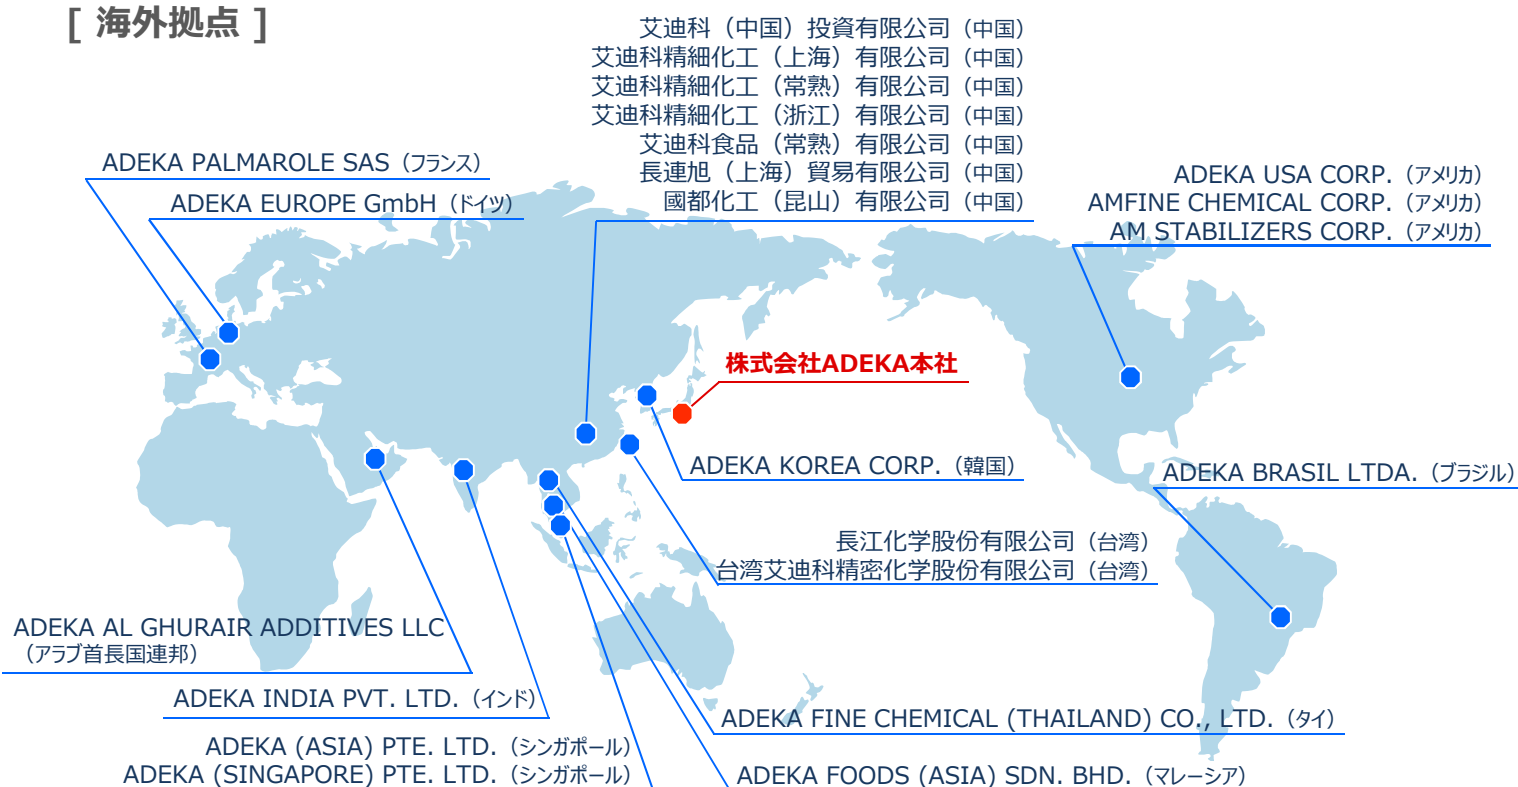 [ 海外拠点 ]
艾迪科（中国）投資有限公司（中国）
艾迪科精細化工（上海）有限公司（中国）
艾迪科精細化工（常熟）有限公司（中国）
艾迪科精細化工（浙江）有限公司（中国）
艾迪科食品（常熟）有限公司（中国）
長連旭（上海）貿易有限公司（中国）
國都化工（昆山）有限公司（中国）
ADEKA PALMAROLE SAS（フランス）
ADEKA EUROPE GmbH（ドイツ）
ADEKA USA CORP.（アメリカ）
AMFINE CHEMICAL CORP.（アメリカ）
AM STABILIZERS CORP.（アメリカ）
株式会社ADEKA本社
ADEKA KOREA CORP.（韓国）
ADEKA BRASIL LTDA.（ブラジル）
長江化学股份有限公司（台湾）
台湾艾迪科精密化学股份有限公司（台湾）
ADEKA AL GHURAIR ADDITIVES LLC
（アラブ首長国連邦）
ADEKA INDIA PVT. LTD.（インド）
ADEKA FINE CHEMICAL (THAILAND) CO., LTD.（タイ）
ADEKA (ASIA) PTE. LTD.（シンガポール）
ADEKA (SINGAPORE) PTE. LTD.（シンガポール）
ADEKA FOODS (ASIA) SDN. BHD.（マレーシア）